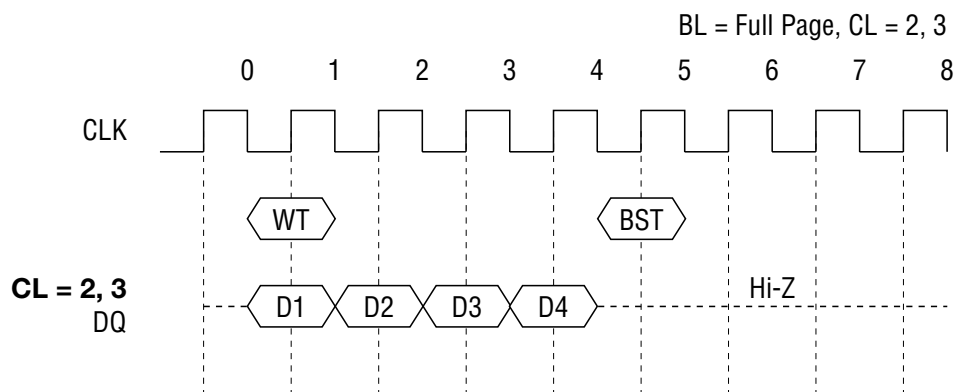 BL = Full Page, CL = 2, 3
0 1 2 3 4 5 6 7 8
CLK
WT BST
CL = 2, 3
DQ
D1 D2 D3 D4 Hi-Z